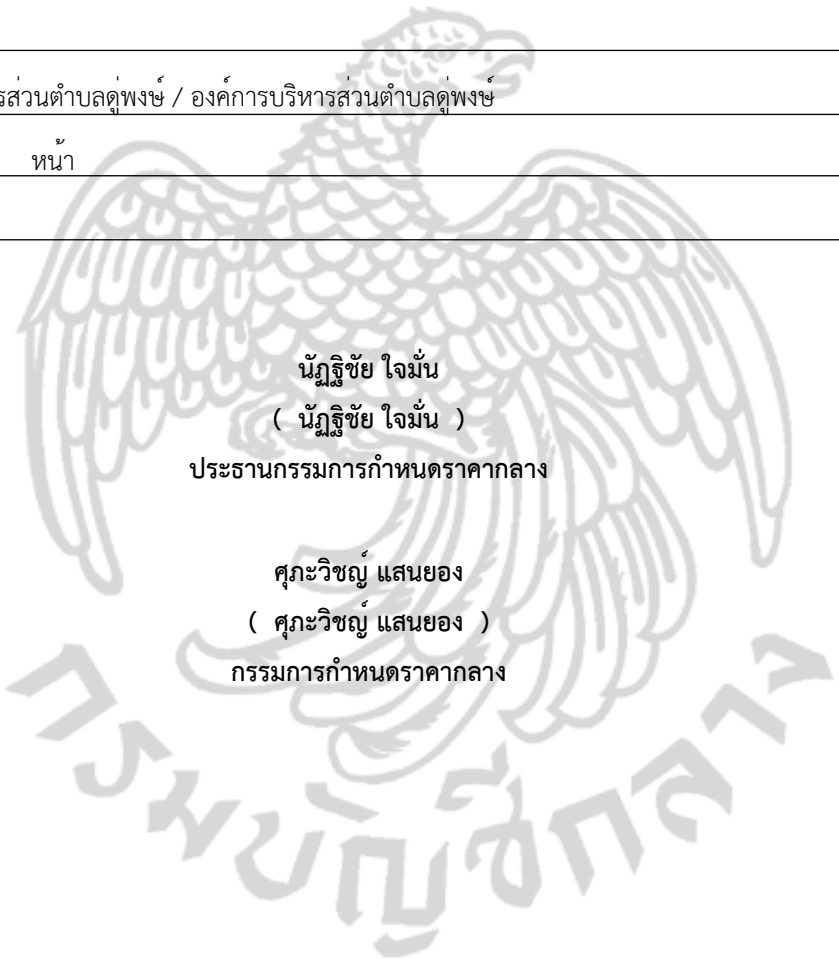 รส่วนตำบลดู่พงษ์ / องค์การบริหารส่วนตำบลดู่พงษ์
หน้า
นัฏฐิชัย ใจมั่น
( นัฏฐิชัย ใจมั่น )
ประธานกรรมการกำหนดราคากลาง
ศุภะวิชญ์ แสนยอง
( ศุภะวิชญ์ แสนยอง )
กรรมการกำหนดราคากลาง
กรมบัญชีกลาง